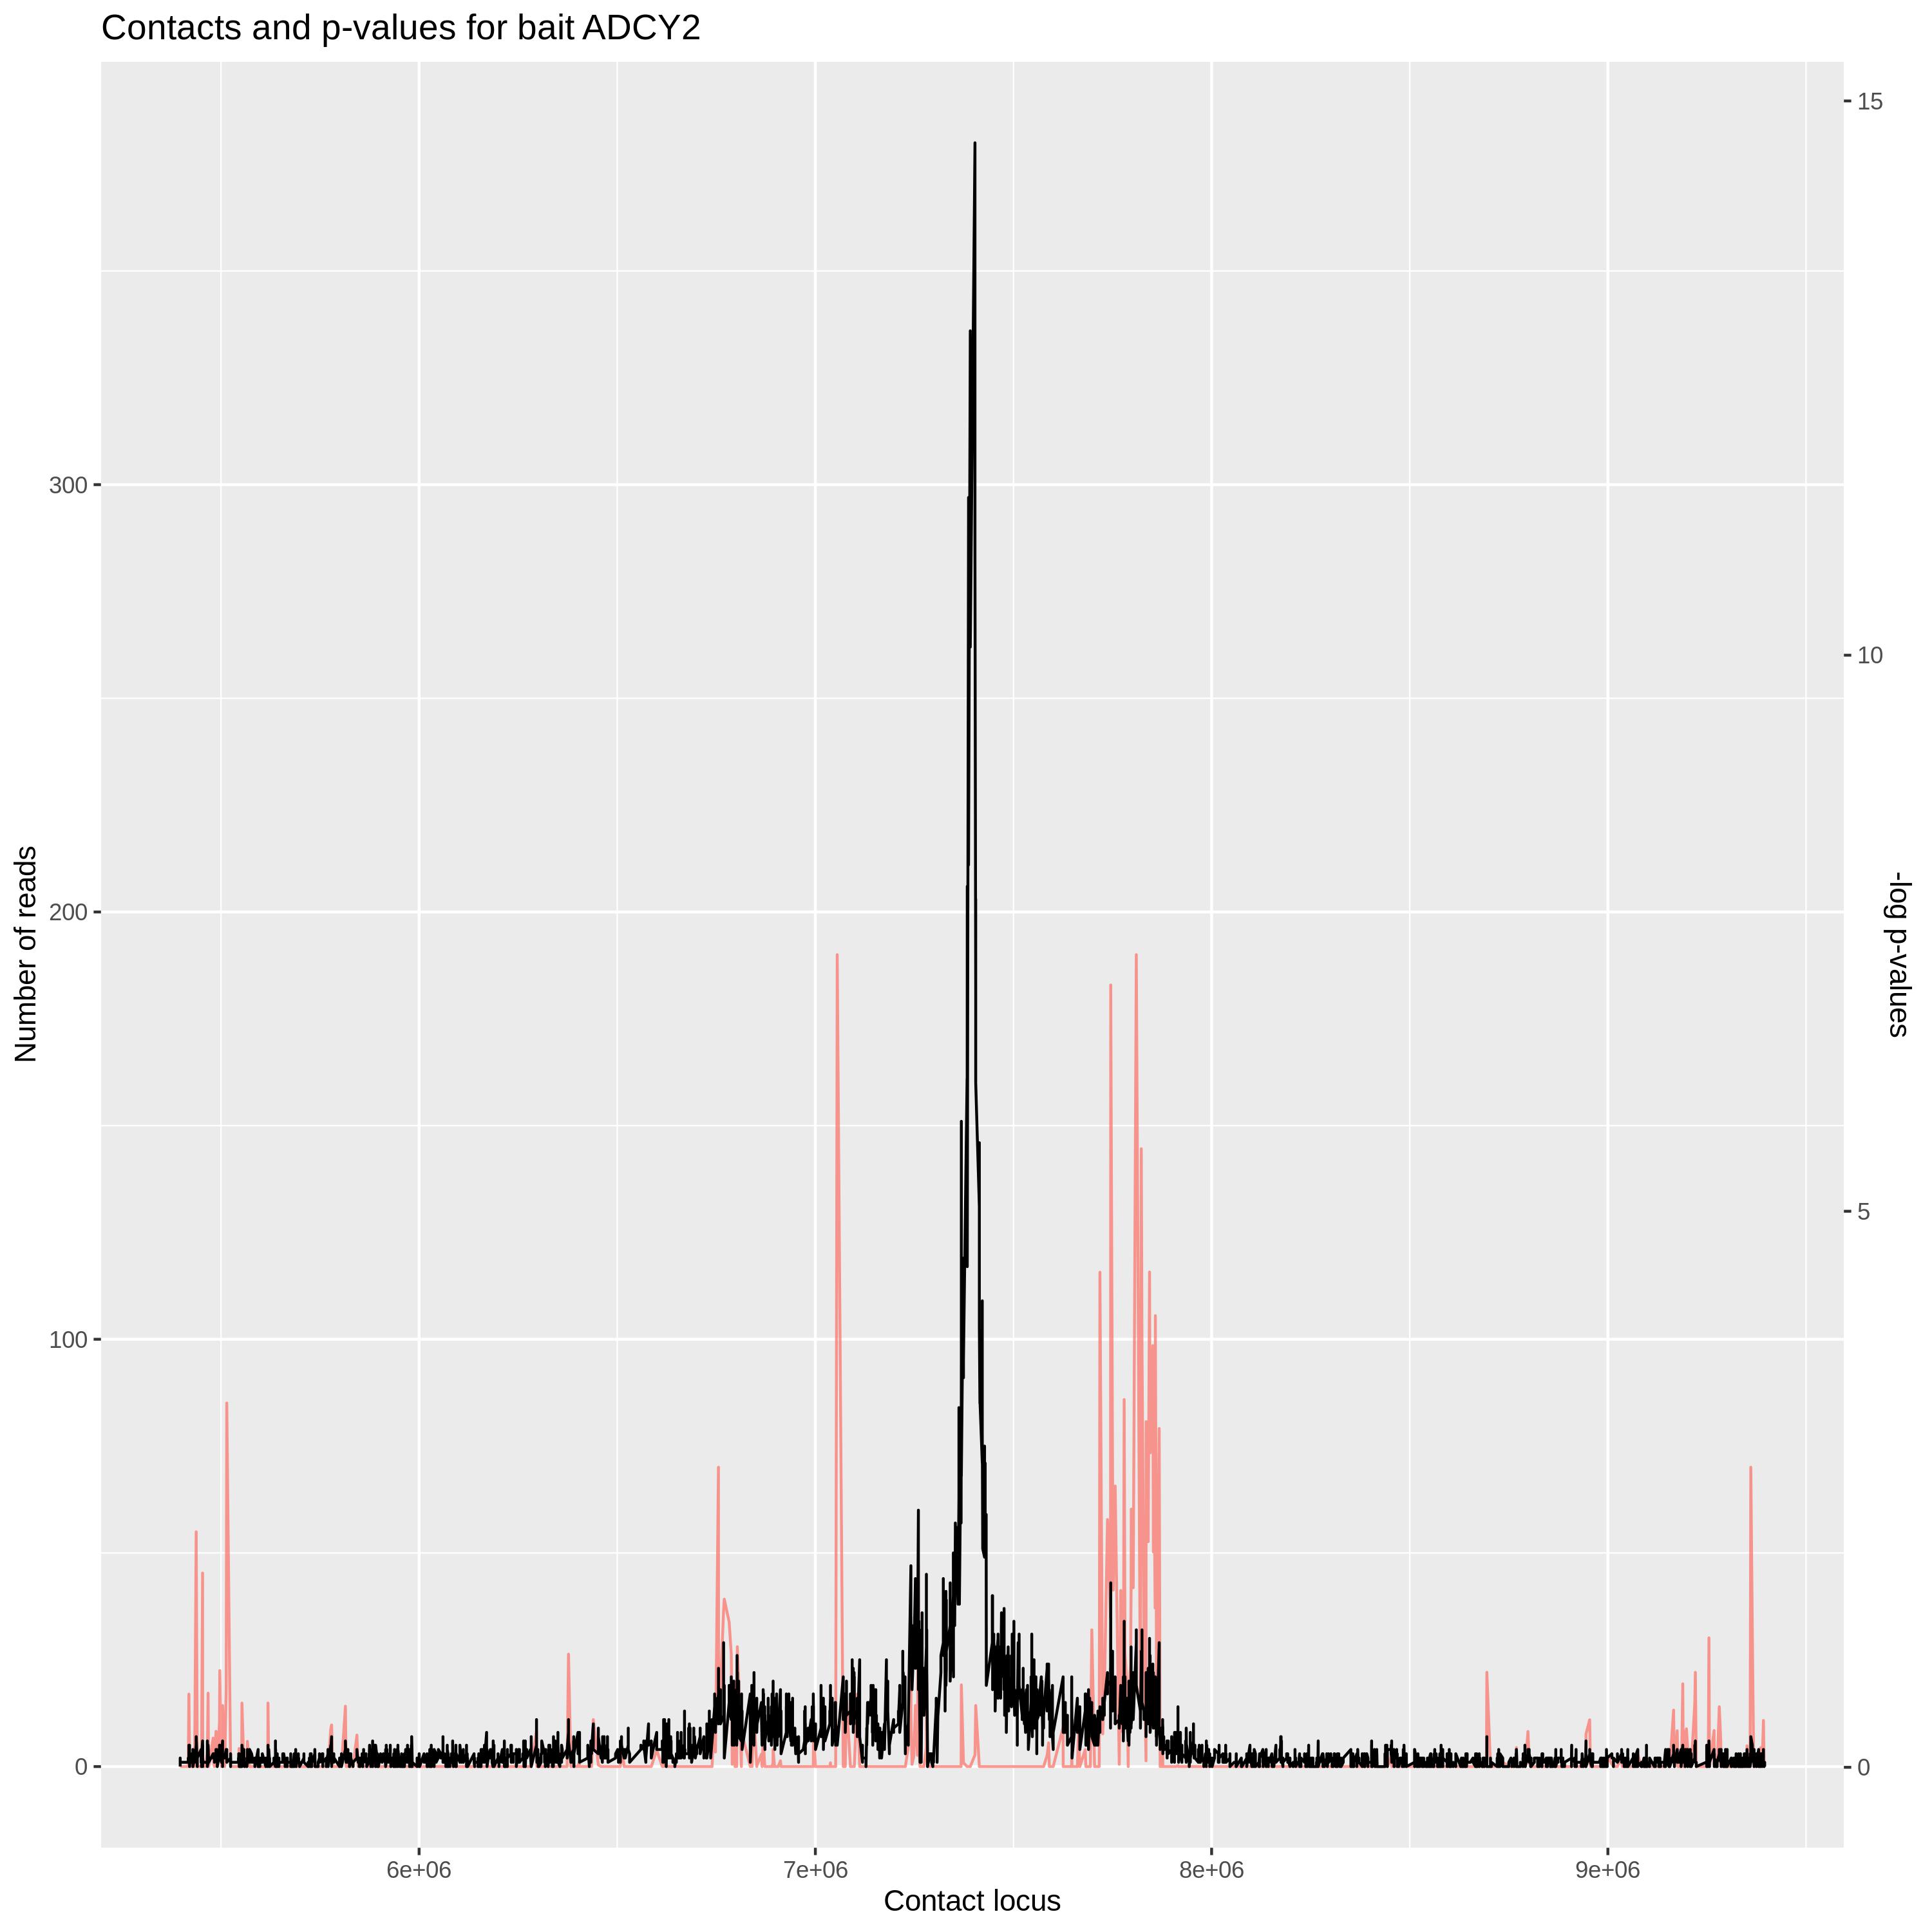 Contacts and p-values for bait ADCY2
15
300
10
200
Number of reads
-log p-values
5
100
0
0
6e+06
7e+06
8e+06
9e+06
Contact locus